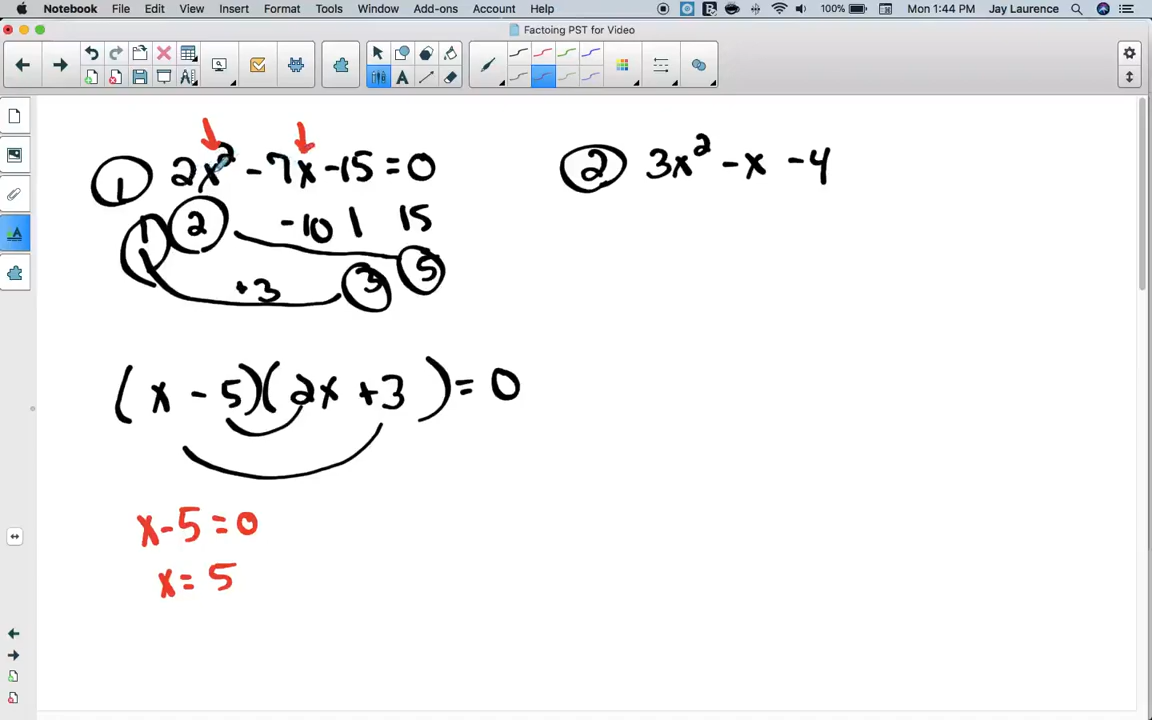 Notebook File Edit View Insert Format Tools Window Add-ons Account Help 100% Mon 1:44 PM Jay Laurence
Factoing PST for Video
① 2x² -7x -15 = 0
1 2 -10 1 15
+3 3 5
(x - 5)(2x + 3) = 0
x - 5 = 0
x = 5
② 3x² - x - 4